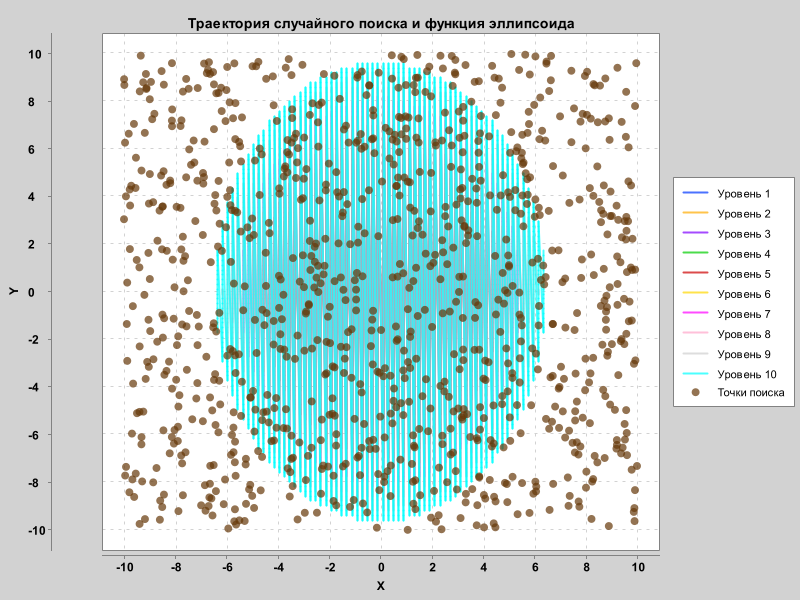 Траектория случайного поиска и функция эллипсоида
10
8
6
4
2
0
-2
-4
-6
-8
-10
Y
-10 -8 -6 -4 -2 0 2 4 6 8 10
X
Уровень 1
Уровень 2
Уровень 3
Уровень 4
Уровень 5
Уровень 6
Уровень 7
Уровень 8
Уровень 9
Уровень 10
Точки поиска